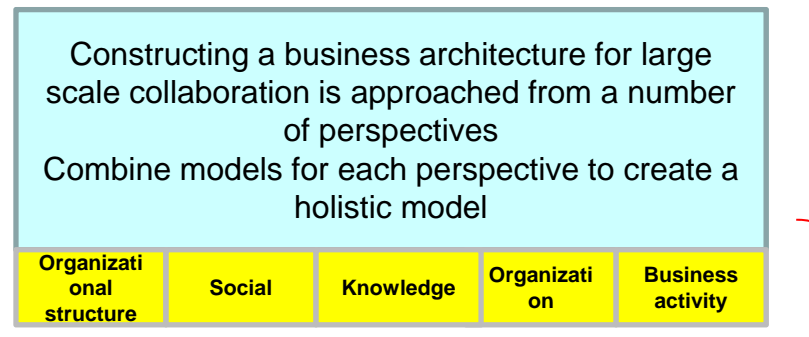 Constructing a business architecture for large
scale collaboration is approached from a number
of perspectives
Combine models for each perspective to create a
holistic model
Organizati
onal
structure
Social
Knowledge
Organizati
on
Business
activity